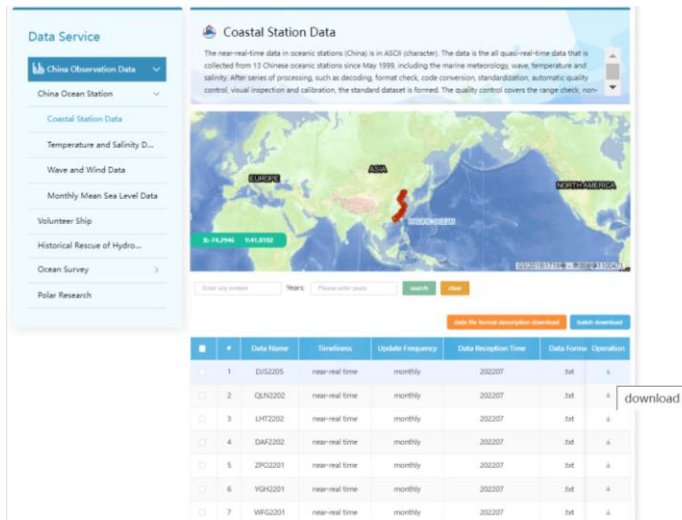 Data Service
China Observation Data
China Ocean Station
Coastal Station Data
Temperature and Salinity D...
Wave and Wind Data
Monthly Mean Sea Level Data
Volunteer Ship
Historical Rescue of Hydro...
Ocean Survey
Polar Research
Coastal Station Data
The near-real-time data in oceanic stations (China) is in ASCII (character). The data is the all quasi-real-time data that is
collected from 13 Chinese oceanic stations since May 1999, including the marine meteorology, wave, temperature and
salinity. After series of processing, such as decoding, format check, code conversion, standardization, automatic quality
control, visual inspection and calibration, the standard dataset is formed. The quality control covers the range check, non-
EUROPE
ASIA
NORTH AMERICA
PACIFIC OCEAN
X:-74.2946 Y:41.0102
Enter any content Years: Please enter years search clear
data file format description download batch download
# Data Name Timeliness Update Frequency Data Reception Time Data Forma Operation
1 DJS2205 near-real time monthly 202207 .txt
2 QLN2202 near-real time monthly 202207 .txt
download
3 LHT2202 near-real time monthly 202207 .txt
4 DAF2202 near-real time monthly 202207 .txt
5 ZPO2201 near-real time monthly 202207 .txt
6 YGH2201 near-real time monthly 202207 .txt
7 WFG2201 near-real time monthly 202207 .txt